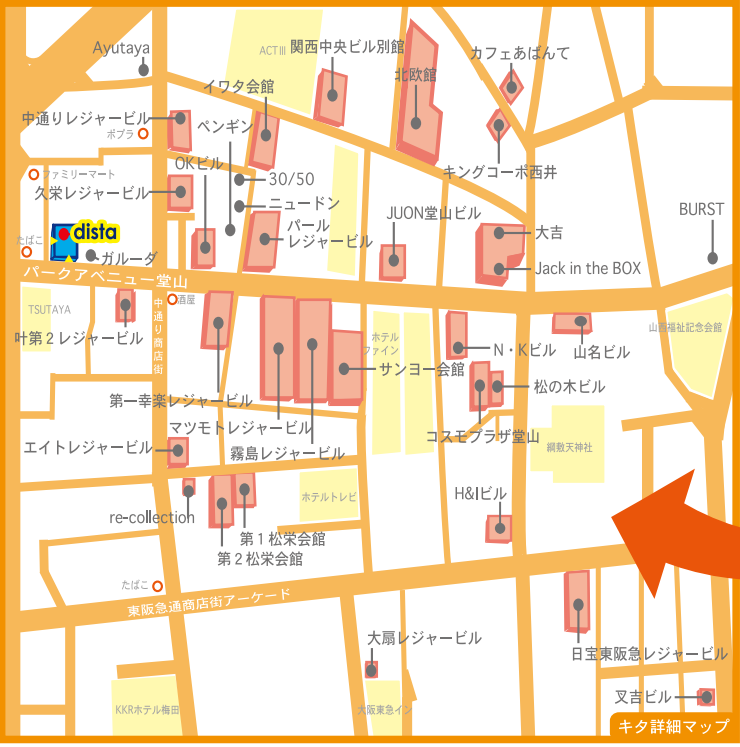 Ayutaya
ACTⅢ
関西中央ビル別館
北欧館
カフェあぱんて
イワタ会館
中通りレジャービル
ポプラ
ペンギン
キングコーポ西井
OKビル
ファミリーマート
30/50
久栄レジャービル
ニュードン
JUON堂山ビル
BURST
パール
レジャービル
大吉
dista
たばこ
ガルーダ
Jack in the BOX
パークアベニュー堂山
酒屋
TSUTAYA
中通り商店街
叶第2レジャービル
ホテル
ファイン
N・Kビル
山名ビル
山西福祉記念会館
サンヨー会館
松の木ビル
第一幸楽レジャービル
マツモトレジャービル
コスモプラザ堂山
エイトレジャービル
霧島レジャービル
綱敷天神社
ホテルトレビ
H&Iビル
re-collection
第1松栄会館
第2松栄会館
たばこ
東阪急通商店街アーケード
大扇レジャービル
日宝東阪急レジャービル
KKRホテル梅田
大阪東急イン
叉吉ビル
キタ詳細マップ